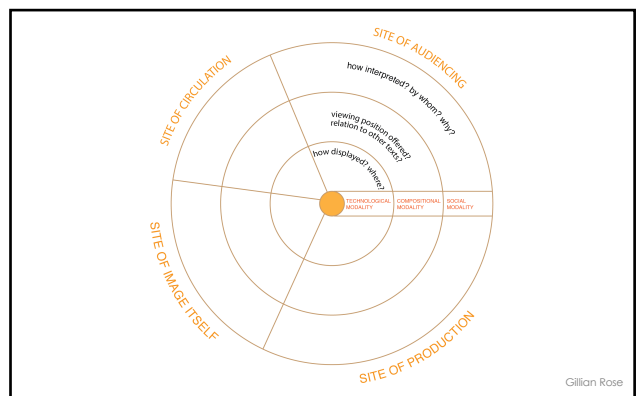 SITE OF AUDIENCING
SITE OF CIRCULATION
how interpreted? by whom? why?
viewing position offered?
relation to other texts?
how displayed? where?
TECHNOLOGICAL
MODALITY
COMPOSITIONAL
MODALITY
SOCIAL
MODALITY
SITE OF IMAGE ITSELF
SITE OF PRODUCTION
Gillian Rose